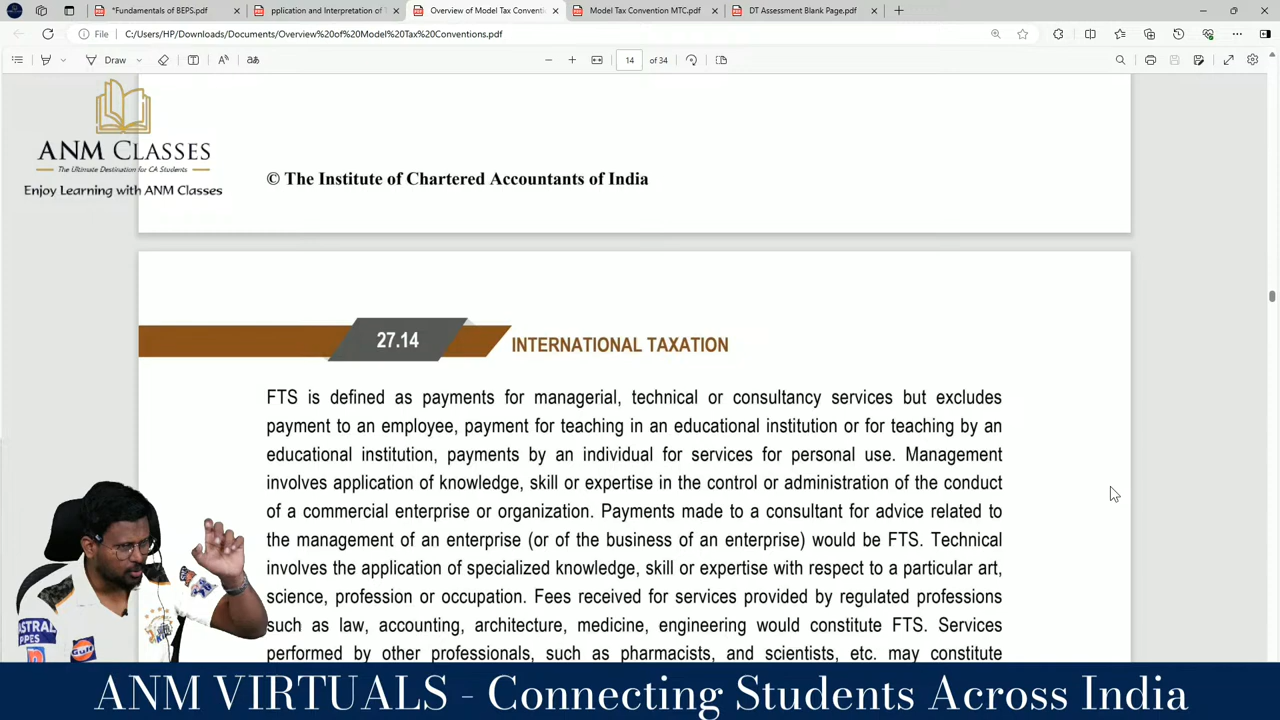 *Fundamentals of BEPS.pdf
pplication and Interpretation of T
Overview of Model Tax Conventi
Model Tax Convention MTC.pdf
DT Assessment Blank Page.pdf
File
C:/Users/HP/Downloads/Documents/Overview%20of%20Model%20Tax%20Conventions.pdf
Draw
14
of 34
ANM CLASSES
The Ultimate Destination for CA Students
Enjoy Learning with ANM Classes
© The Institute of Chartered Accountants of India
27.14
INTERNATIONAL TAXATION
FTS is defined as payments for managerial, technical or consultancy services but excludes
payment to an employee, payment for teaching in an educational institution or for teaching by an
educational institution, payments by an individual for services for personal use. Management
involves application of knowledge, skill or expertise in the control or administration of the conduct
of a commercial enterprise or organization. Payments made to a consultant for advice related to
the management of an enterprise (or of the business of an enterprise) would be FTS. Technical
involves the application of specialized knowledge, skill or expertise with respect to a particular art,
science, profession or occupation. Fees received for services provided by regulated professions
such as law, accounting, architecture, medicine, engineering would constitute FTS. Services
performed by other professionals, such as pharmacists, and scientists, etc. may constitute
ASTRAL
PIPES
Gulf
ANM VIRTUALS - Connecting Students Across India